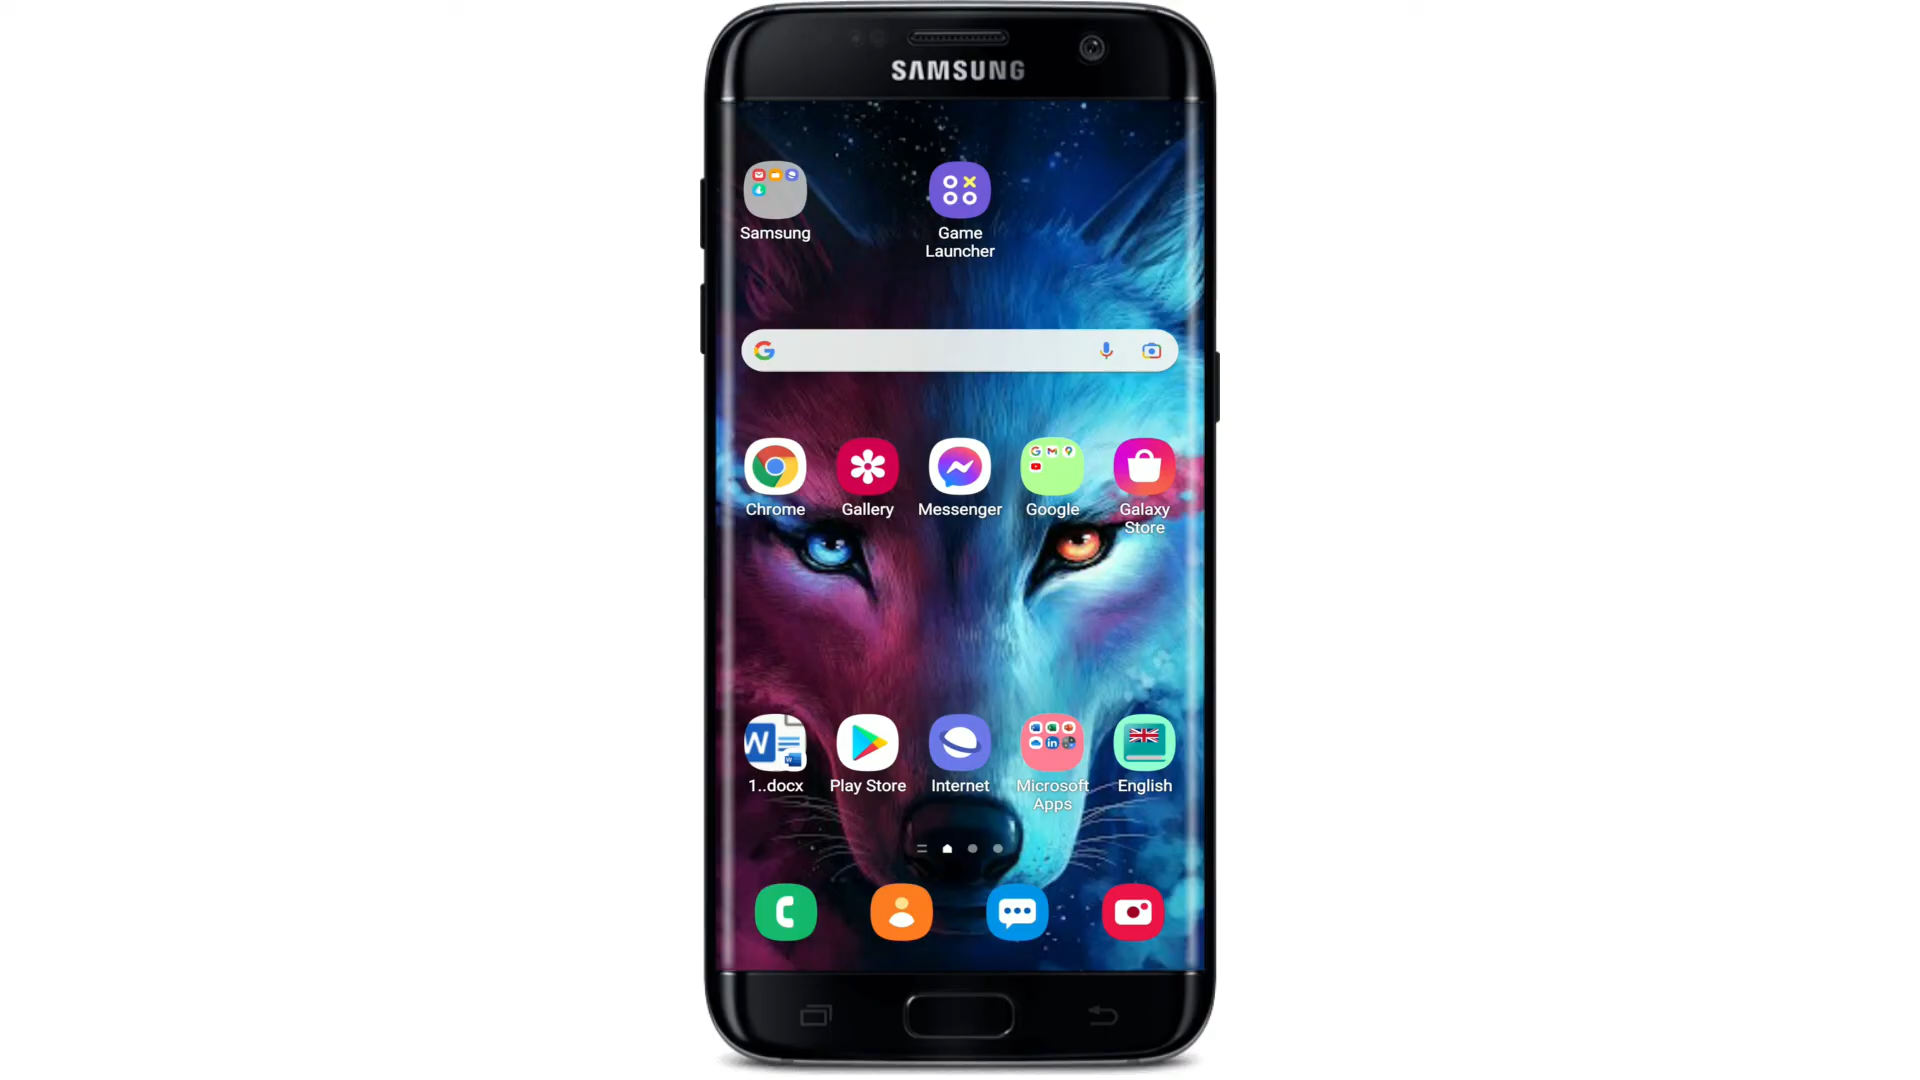 SAMSUNG
Samsung
Game
Launcher
Chrome
Gallery
Messenger
Google
Galaxy
Store
1..docx
Play Store
Internet
Microsoft
Apps
English